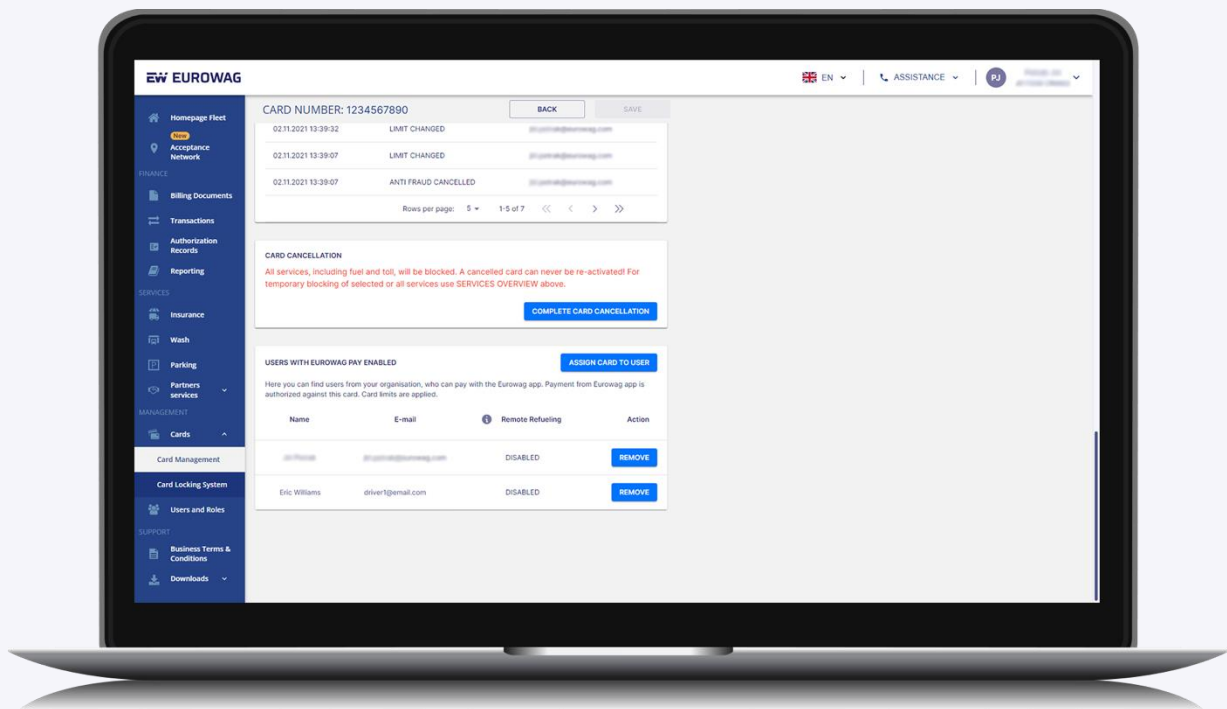 EW EUROWAG
EN
ASSISTANCE
PJ
Homepage Fleet
New
Acceptance
Network
FINANCE
Billing Documents
Transactions
Authorization
Records
Reporting
SERVICES
Insurance
Wash
P Parking
Partners
services
MANAGEMENT
Cards
Card Management
Card Locking System
Users and Roles
SUPPORT
Business Terms &
Conditions
Downloads
CARD NUMBER: 1234567890 BACK SAVE
02.11.2021 13:39:32 LIMIT CHANGED
02.11.2021 13:39:07 LIMIT CHANGED
02.11.2021 13:39:07 ANTI FRAUD CANCELLED
Rows per page: 5 1-5 of 7
CARD CANCELLATION
All services, including fuel and toll, will be blocked. A cancelled card can never be re-activated! For
temporary blocking of selected or all services use SERVICES OVERVIEW above.
COMPLETE CARD CANCELLATION
USERS WITH EUROWAG PAY ENABLED ASSIGN CARD TO USER
Here you can find users from your organisation, who can pay with the Eurowag app. Payment from Eurowag app is
authorized against this card. Card limits are applied.
Name E-mail i Remote Refueling Action
DISABLED REMOVE
Eric Williams driver1@email.com DISABLED REMOVE